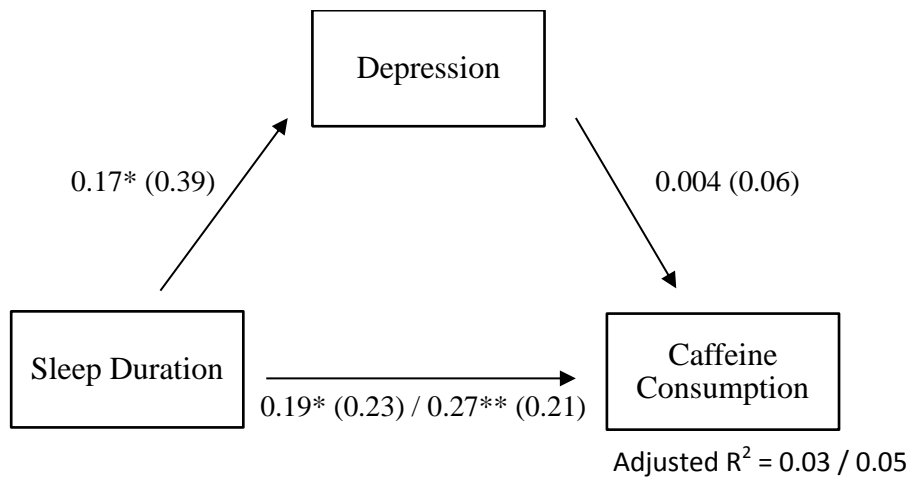 Depression
0.17* (0.39)
0.004 (0.06)
Sleep Duration
Caffeine
Consumption
0.19* (0.23) / 0.27** (0.21)
Adjusted R² = 0.03 / 0.05